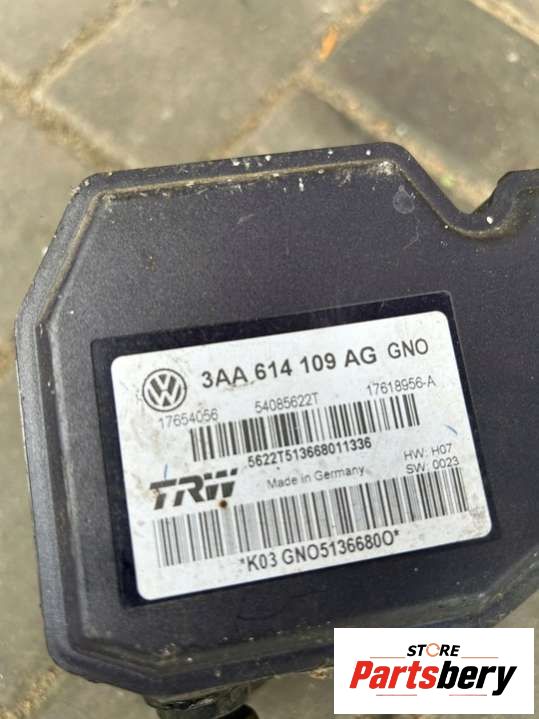 3AA 614 109 AG GNO
17654056 54085622T 17618956-A
5622T513668011336
TRW Made in Germany HW: H07
SW: 0023
*K03 GNO5136680O*
STORE
Partsbery